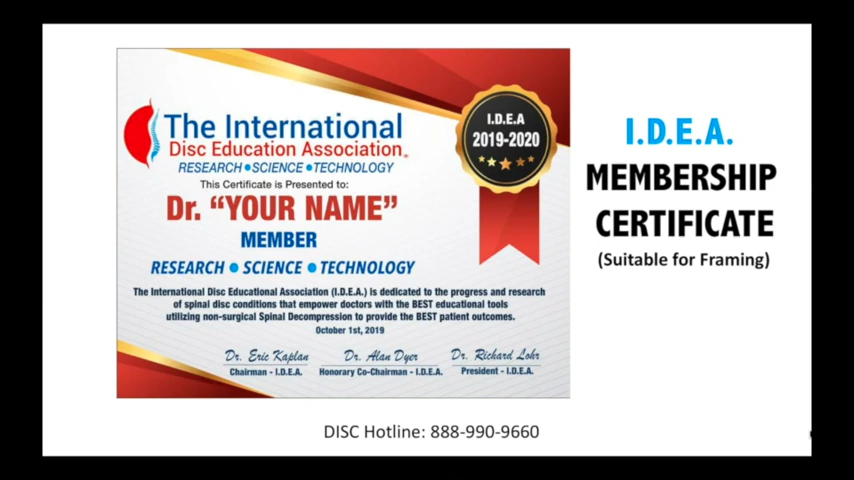 The International
Disc Education Association
RESEARCH • SCIENCE • TECHNOLOGY
This Certificate is Presented to:
Dr. “YOUR NAME”
MEMBER
RESEARCH • SCIENCE • TECHNOLOGY
The International Disc Educational Association (I.D.E.A.) is dedicated to the progress and research
of spinal disc conditions that empower doctors with the BEST educational tools
utilizing non-surgical Spinal Decompression to provide the BEST patient outcomes.
October 1st, 2019
Dr. Eric Kaplan
Chairman - I.D.E.A.
Dr. Alan Dyer
Honorary Co-Chairman - I.D.E.A.
Dr. Richard Lohr
President - I.D.E.A.
I.D.E.A
2019-2020
I.D.E.A.
MEMBERSHIP
CERTIFICATE
(Suitable for Framing)
DISC Hotline: 888-990-9660